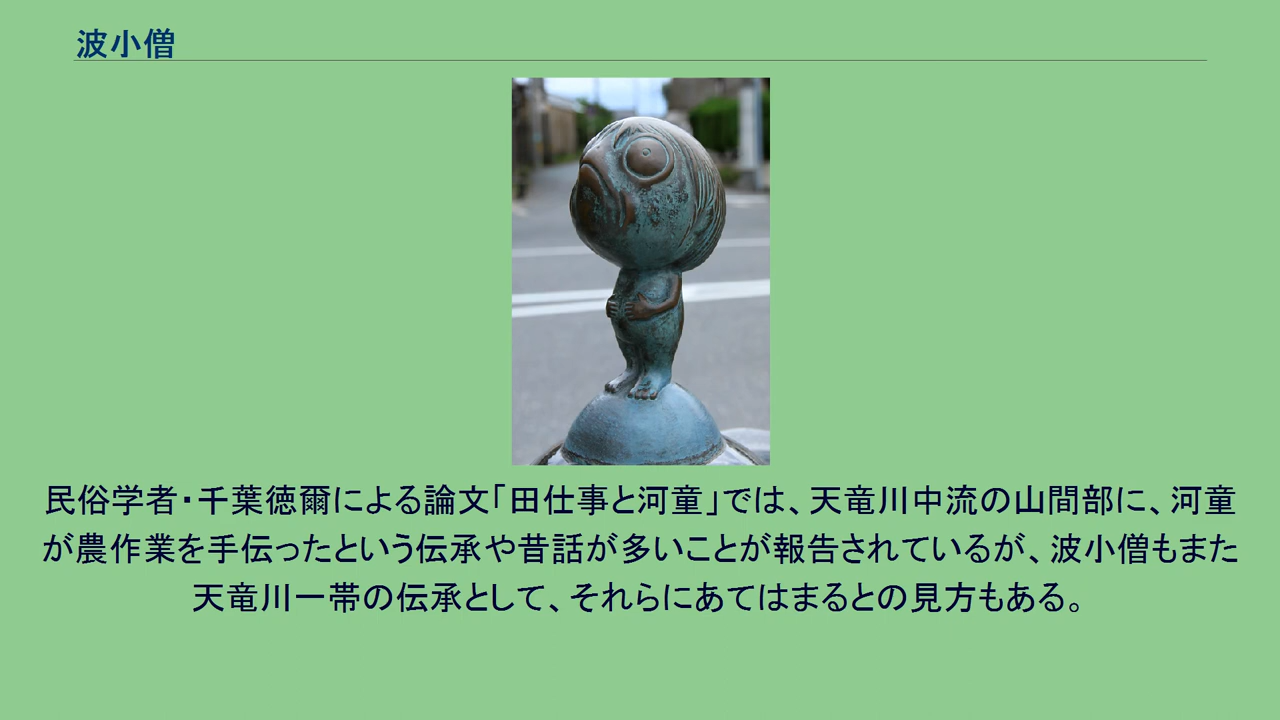 波小僧
民俗学者・千葉徳爾による論文「田仕事と河童」では、天竜川中流の山間部に、河童
が農作業を手伝ったという伝承や昔話が多いことが報告されているが、波小僧もまた
天竜川一帯の伝承として、それらにあてはまるとの見方もある。